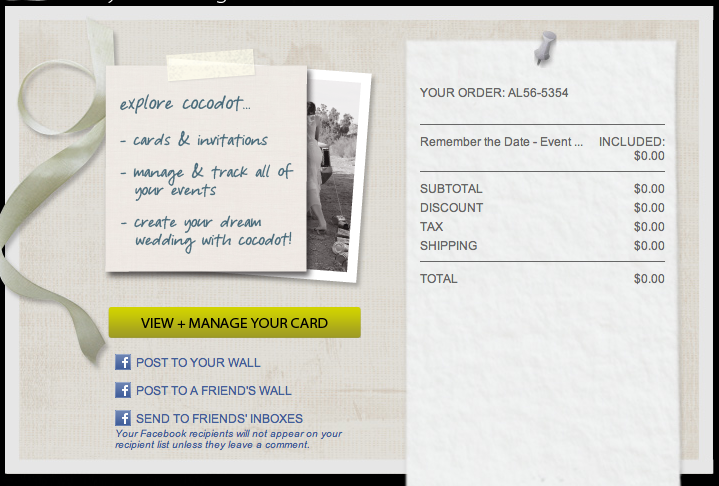 explore cocodot...
- cards & invitations
- manage & track all of
your events
- create your dream
wedding with cocodot!
VIEW + MANAGE YOUR CARD
f POST TO YOUR WALL
f POST TO A FRIEND'S WALL
f SEND TO FRIENDS' INBOXES
Your Facebook recipients will not appear on your
recipient list unless they leave a comment.
YOUR ORDER: AL56-5354
Remember the Date - Event ... INCLUDED:
$0.00
SUBTOTAL $0.00
DISCOUNT $0.00
TAX $0.00
SHIPPING $0.00
TOTAL $0.00